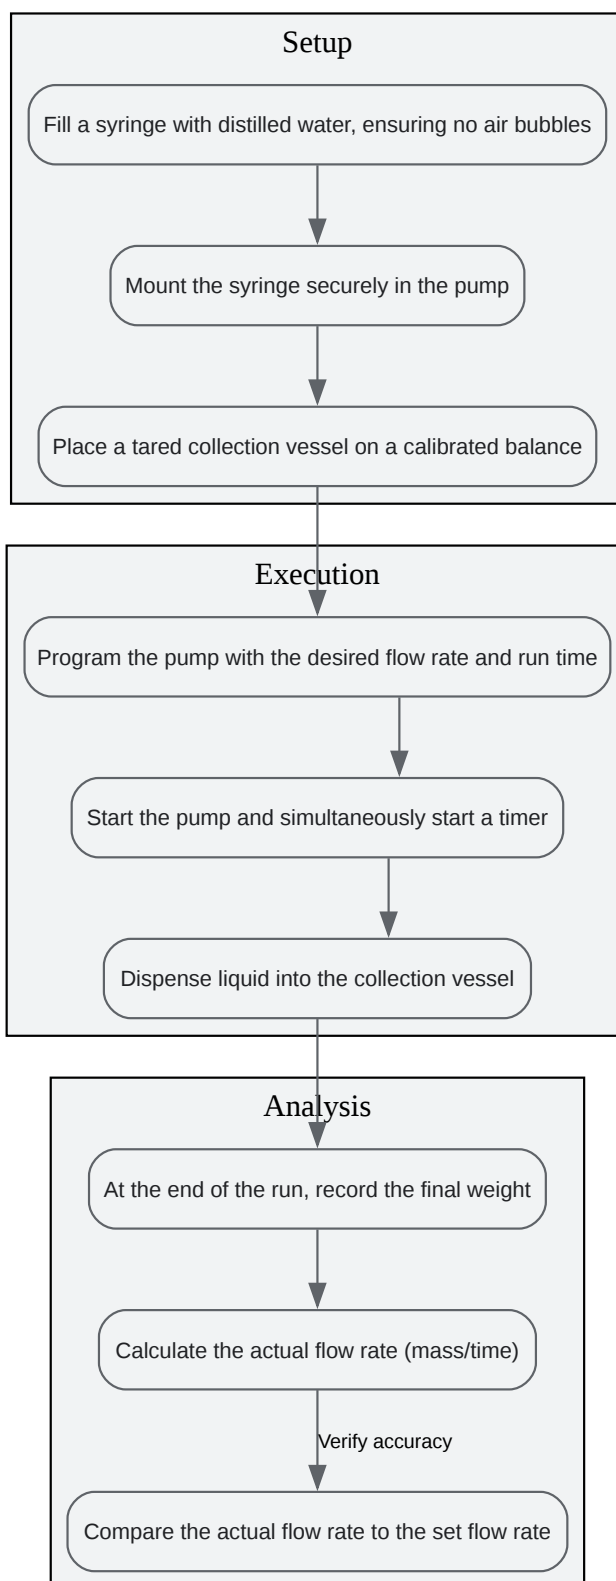 Setup
Fill a syringe with distilled water, ensuring no air bubbles
Mount the syringe securely in the pump
Place a tared collection vessel on a calibrated balance
Execution
Program the pump with the desired flow rate and run time
Start the pump and simultaneously start a timer
Dispense liquid into the collection vessel
Analysis
At the end of the run, record the final weight
Calculate the actual flow rate (mass/time)
Verify accuracy
Compare the actual flow rate to the set flow rate